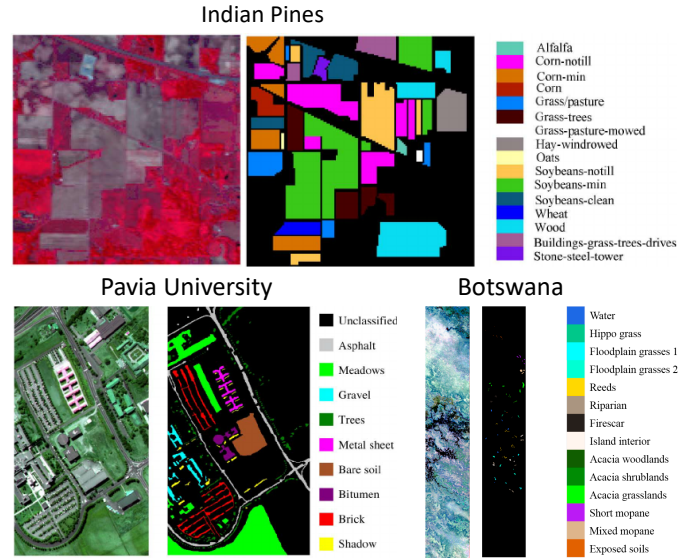 Indian Pines
Alfalfa
Corn-notill
Corn-min
Corn
Grass/pasture
Grass-trees
Grass-pasture-mowed
Hay-windrowed
Oats
Soybeans-notill
Soybeans-min
Soybeans-clean
Wheat
Wood
Buildings-grass-trees-drives
Stone-steel-tower
Pavia University
Unclassified
Asphalt
Meadows
Gravel
Trees
Metal sheet
Bare soil
Bitumen
Brick
Shadow
Botswana
Water
Hippo grass
Floodplain grasses 1
Floodplain grasses 2
Reeds
Riparian
Firescar
Island interior
Acacia woodlands
Acacia shrublands
Acacia grasslands
Short mopane
Mixed mopane
Exposed soils